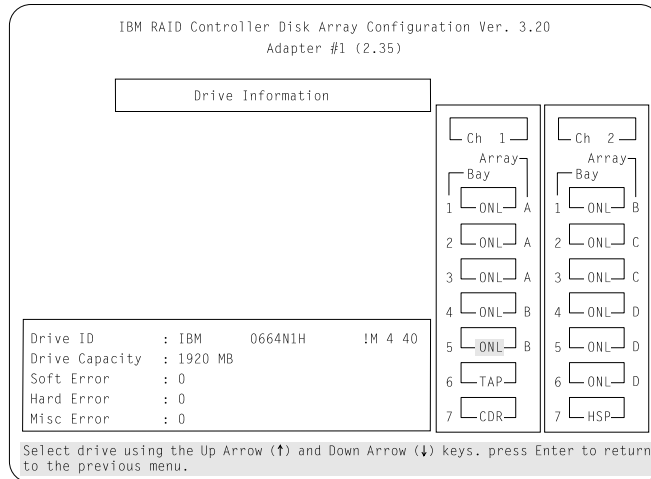 IBM RAID Controller Disk Array Configuration Ver. 3.20
Adapter #1 (2.35)
Drive Information
Ch 1
Array
Bay
1 ONL A
2 ONL A
3 ONL A
4 ONL B
5 ONL B
6 TAP
7 CDR
Ch 2
Array
Bay
1 ONL B
2 ONL C
3 ONL C
4 ONL D
5 ONL D
6 ONL D
7 HSP
Drive ID : IBM 0664N1H !M 4 40
Drive Capacity : 1920 MB
Soft Error : 0
Hard Error : 0
Misc Error : 0
Select drive using the Up Arrow (↑) and Down Arrow (↓) keys. press Enter to return
to the previous menu.